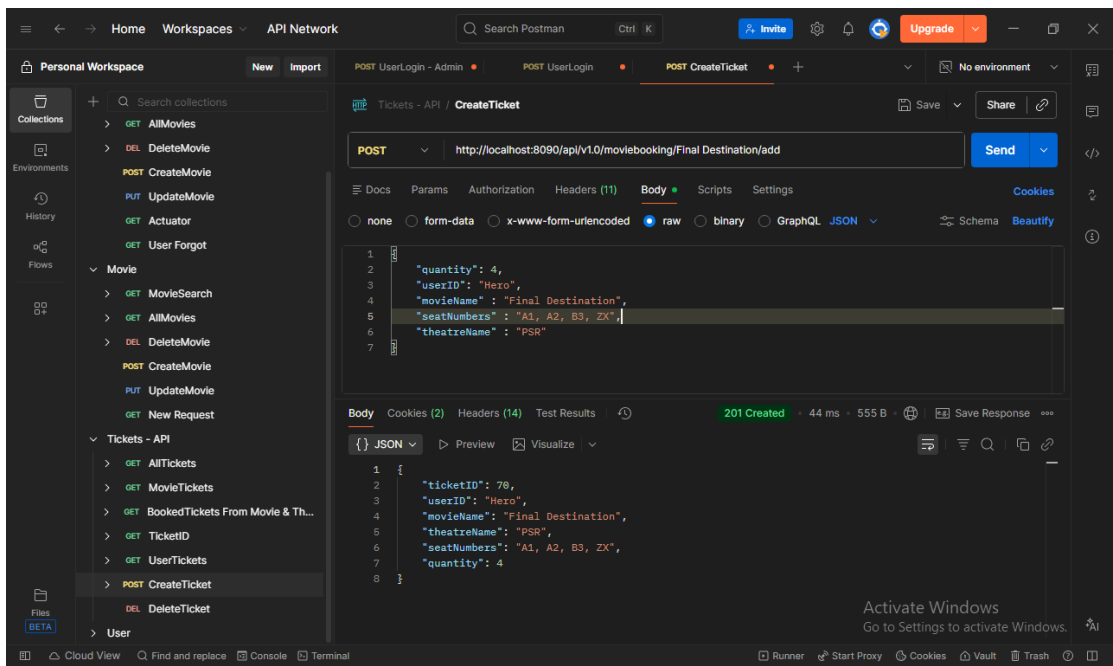 Home Workspaces API Network Search Postman Ctrl K Invite Upgrade
Personal Workspace New Import POST UserLogin - Admin POST UserLogin POST CreateTicket No environment
Collections
Environments
History
Flows
Files
BETA
Search collections
GET AllMovies
DEL DeleteMovie
POST CreateMovie
PUT UpdateMovie
GET Actuator
GET User Forgot
Movie
GET MovieSearch
GET AllMovies
DEL DeleteMovie
POST CreateMovie
PUT UpdateMovie
GET New Request
Tickets - API
GET AllTickets
GET MovieTickets
GET BookedTickets From Movie & Th...
GET TicketID
GET UserTickets
POST CreateTicket
DEL DeleteTicket
User
HTTP Tickets - API / CreateTicket Save Share
POST http://localhost:8090/api/v1.0/moviebooking/Final Destination/add Send
Docs Params Authorization Headers (11) Body Scripts Settings Cookies
none form-data x-www-form-urlencoded raw binary GraphQL JSON Schema Beautify
1 {
2 "quantity": 4,
3 "userID": "Hero",
4 "movieName" : "Final Destination",
5 "seatNumbers" : "A1, A2, B3, ZX",
6 "theatreName" : "PSR"
7 }
Body Cookies (2) Headers (14) Test Results 201 Created 44 ms 555 B Save Response
{} JSON Preview Visualize
1 {
2 "ticketID": 70,
3 "userID": "Hero",
4 "movieName": "Final Destination",
5 "theatreName": "PSR",
6 "seatNumbers": "A1, A2, B3, ZX",
7 "quantity": 4
8 }
Activate Windows
Go to Settings to activate Windows.
AI
Cloud View Find and replace Console Terminal Runner Start Proxy Cookies Vault Trash